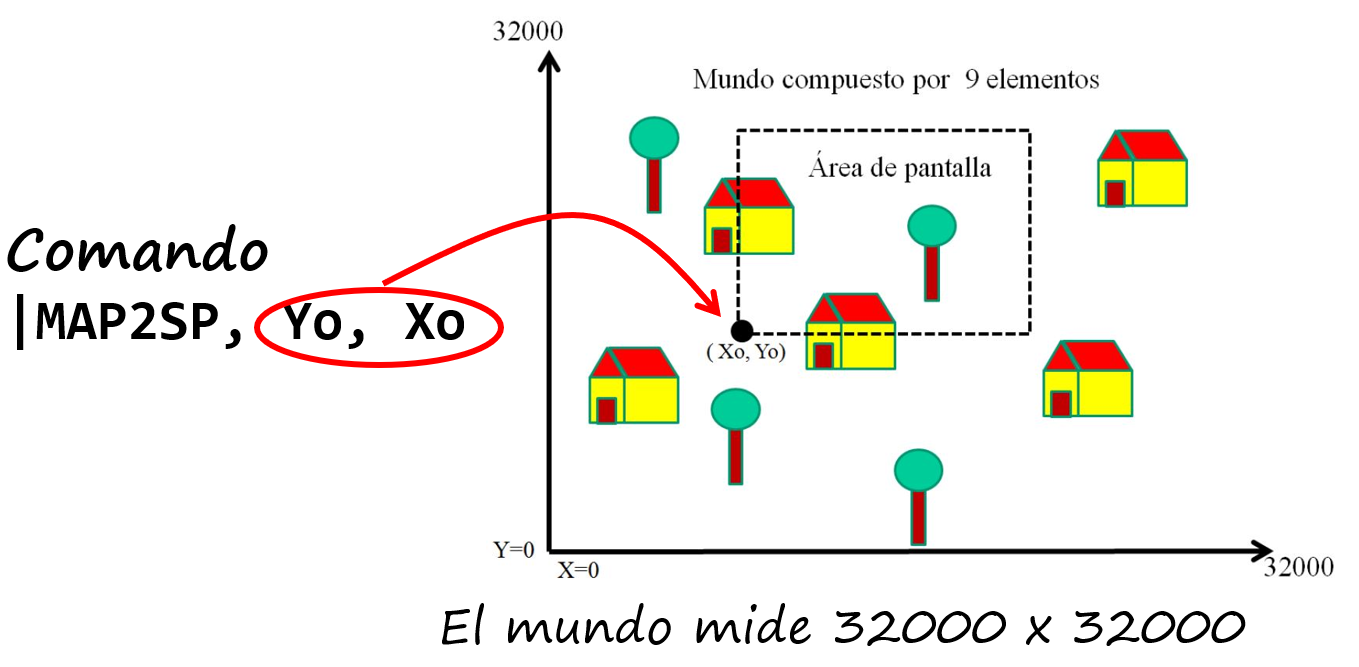 32000
Mundo compuesto por 9 elementos
Área de pantalla
Comando
|MAP2SP, Yo, Xo
( Xo, Yo)
Y=0
X=0
32000
El mundo mide 32000 x 32000